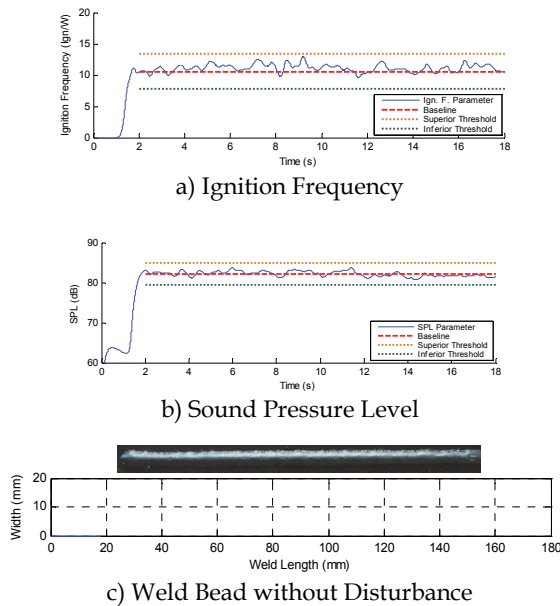 20
15
10
5
0
Ignition Frequency (Ign/W)
Ign. F. Parameter
Baseline
Superior Threshold
Inferior Threshold
0 2 4 6 8 10 12 14 16 18
Time (s)
a) Ignition Frequency
90
80
70
60
SPL (dB)
SPL Parameter
Baseline
Superior Threshold
Inferior Threshold
0 2 4 6 8 10 12 14 16 18
Time (s)
b) Sound Pressure Level
20
10
0
Width (mm)
0 20 40 60 80 100 120 140 160 180
Weld Length (mm)
c) Weld Bead without Disturbance